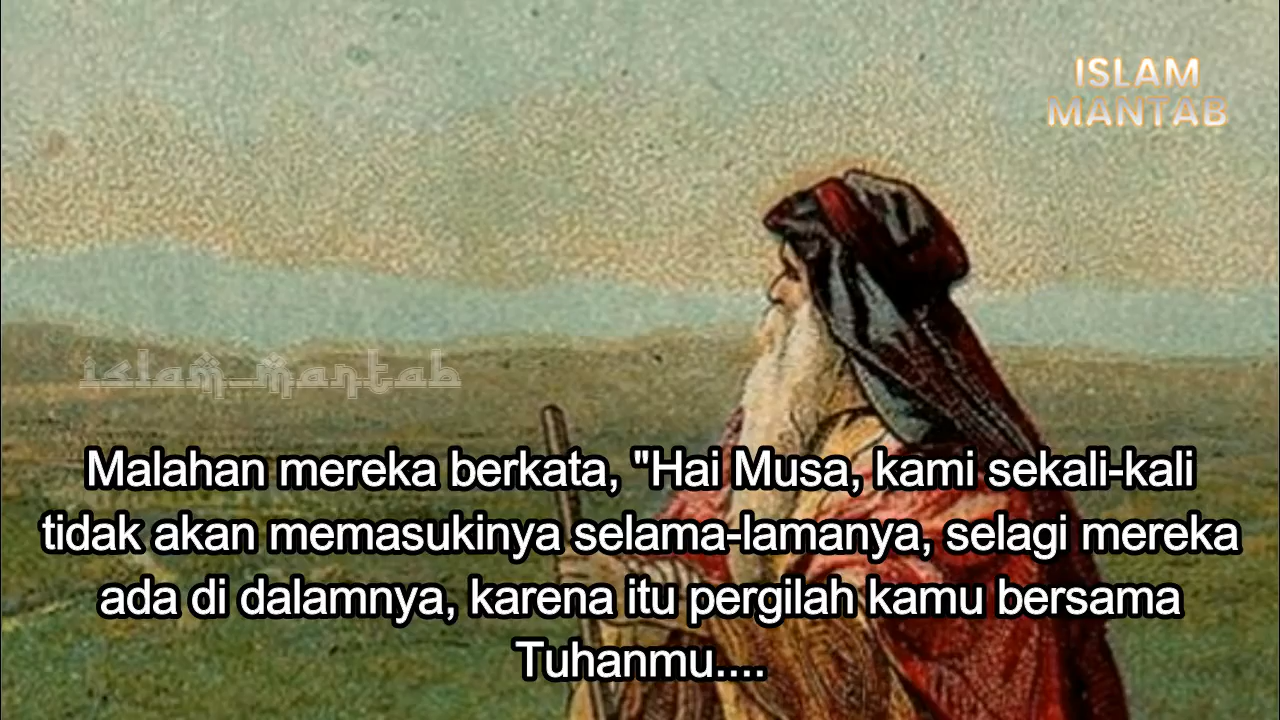 ISLAM
MANTAB
islam_mantab
Malahan mereka berkata, "Hai Musa, kami sekali-kali
tidak akan memasukinya selama-lamanya, selagi mereka
ada di dalamnya, karena itu pergilah kamu bersama
Tuhanmu....